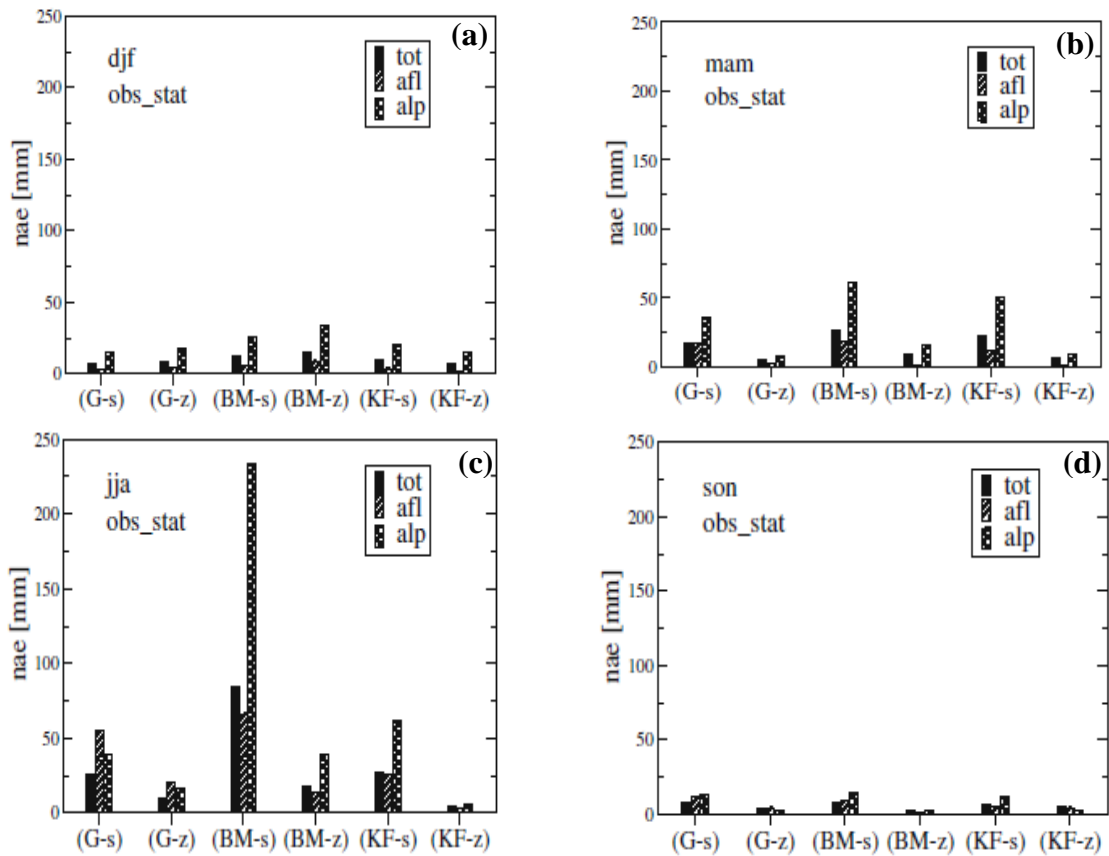 (a)
djf
obs_stat
tot
afl
alp
nae [mm]
250
200
150
100
50
0
(G-s) (G-z) (BM-s) (BM-z) (KF-s) (KF-z)
(b)
mam
obs_stat
tot
afl
alp
nae [mm]
250
200
150
100
50
0
(G-s) (G-z) (BM-s) (BM-z) (KF-s) (KF-z)
(c)
jja
obs_stat
tot
afl
alp
nae [mm]
250
200
150
100
50
0
(G-s) (G-z) (BM-s) (BM-z) (KF-s) (KF-z)
(d)
son
obs_stat
tot
afl
alp
nae [mm]
250
200
150
100
50
0
(G-s) (G-z) (BM-s) (BM-z) (KF-s) (KF-z)